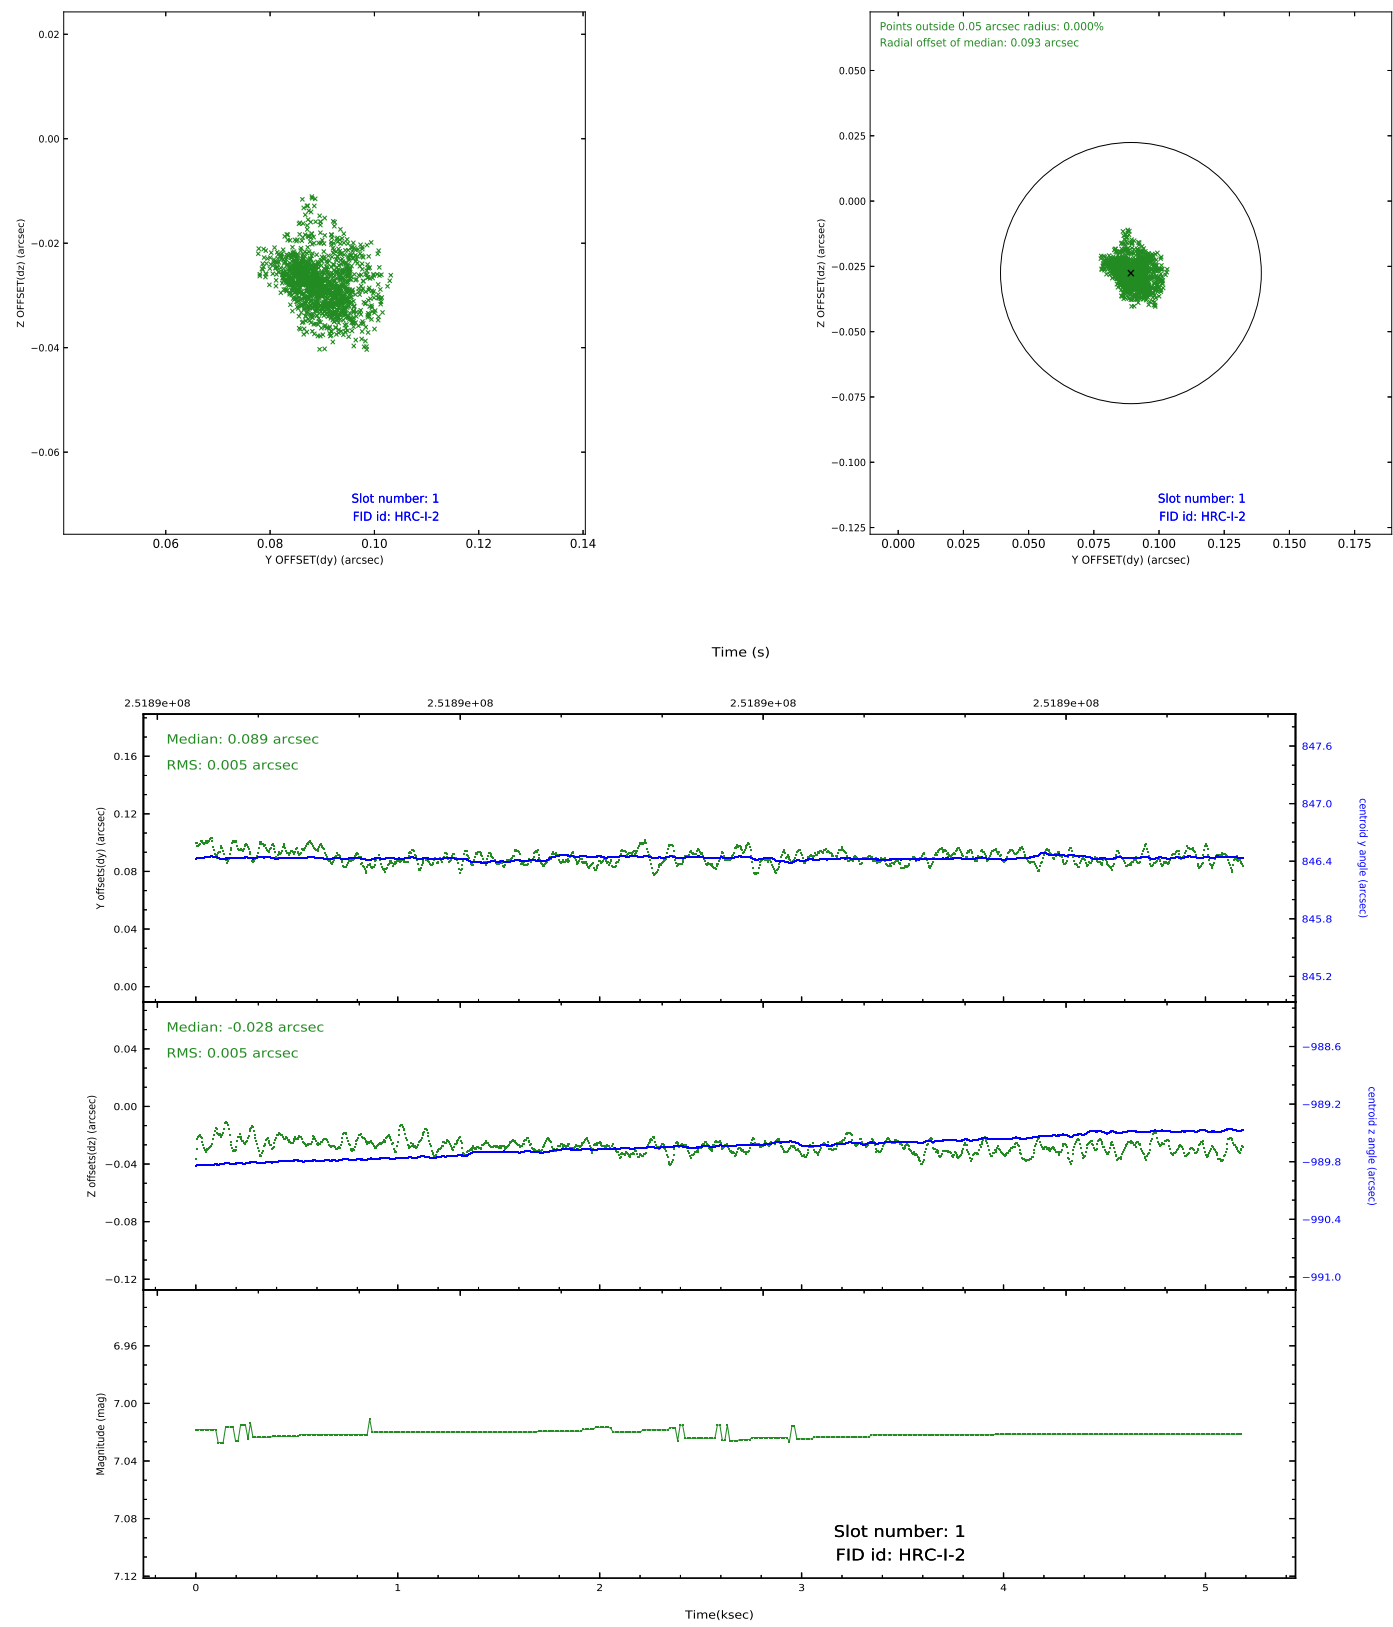 0.02
0.00
−0.02
−0.04
−0.06
Z OFFSET(dz) (arcsec)
Slot number: 1
FID id: HRC-I-2
0.06 0.08 0.10 0.12 0.14
Y OFFSET(dy) (arcsec)
Points outside 0.05 arcsec radius: 0.000%
Radial offset of median: 0.093 arcsec
0.050
0.025
0.000
−0.025
−0.050
−0.075
−0.100
−0.125
Z OFFSET(dz) (arcsec)
Slot number: 1
FID id: HRC-I-2
0.000 0.025 0.050 0.075 0.100 0.125 0.150 0.175
Y OFFSET(dy) (arcsec)
Time (s)
2.5189e+08 2.5189e+08 2.5189e+08 2.5189e+08
Median: 0.089 arcsec
RMS: 0.005 arcsec
0.16
0.12
0.08
0.04
0.00
Y offsets(dy) (arcsec)
847.6
847.0
846.4
845.8
845.2
centroid y angle (arcsec)
Median: -0.028 arcsec
RMS: 0.005 arcsec
0.04
0.00
−0.04
−0.08
−0.12
Z offsets(dz) (arcsec)
−988.6
−989.2
−989.8
−990.4
−991.0
centroid z angle (arcsec)
6.96
7.00
7.04
7.08
7.12
Magnitude (mag)
Slot number: 1
FID id: HRC-I-2
0 1 2 3 4 5
Time(ksec)